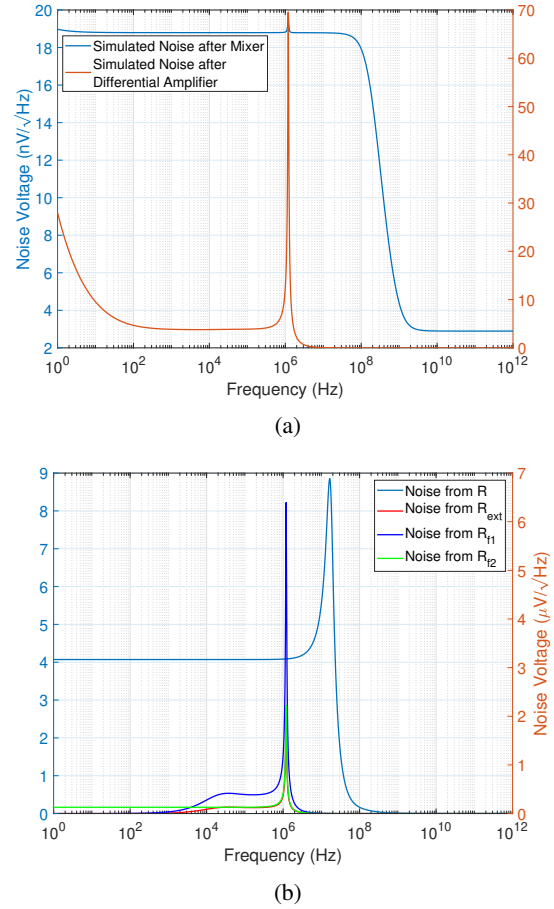 20
18
16
14
12
10
8
6
4
2
Noise Voltage (nV/√Hz)
Simulated Noise after Mixer
Simulated Noise after
Differential Amplifier
70
60
50
40
30
20
10
0
10^0 10^2 10^4 10^6 10^8 10^10 10^12
Frequency (Hz)
(a)
9
8
7
6
5
4
3
2
1
0
Noise from R
Noise from R_ext
Noise from R_f1
Noise from R_f2
7
6
5
4
3
2
1
0
Noise Voltage (μV/√Hz)
10^0 10^2 10^4 10^6 10^8 10^10 10^12
Frequency (Hz)
(b)